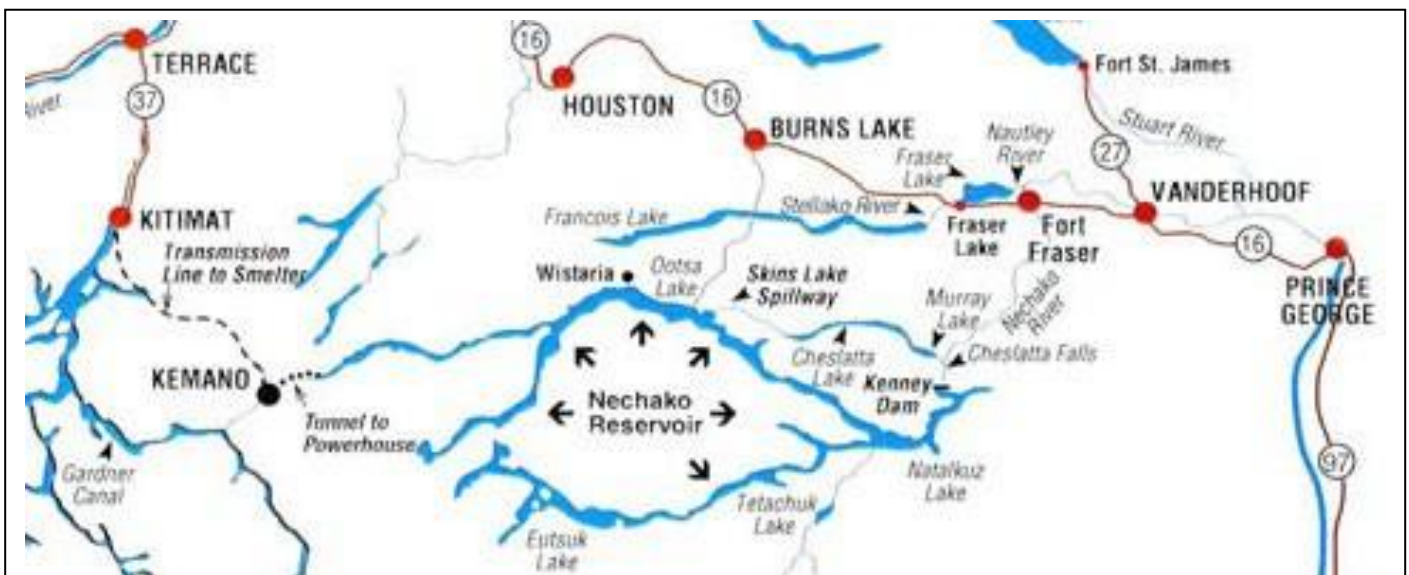 TERRACE
River
37
KITIMAT
Transmission
Line to Smelter
KEMANO
Tunnel to
Powerhouse
Gardner
Canal
16
HOUSTON
16
BURNS LAKE
Francois Lake
Stellako River
Fraser
Lake
Nautley
River
Fort St. James
Stuart River
27
VANDERHOOF
Fraser
Lake
Fort
Fraser
16
PRINCE
GEORGE
97
Wistaria
Ootsa
Lake
Skins Lake
Spillway
Cheslatta
Lake
Murray
Lake
Nechako
River
Cheslatta Falls
Kenney
Dam
Nechako
Reservoir
Natalkuz
Lake
Tetachuk
Lake
Eutsuk
Lake